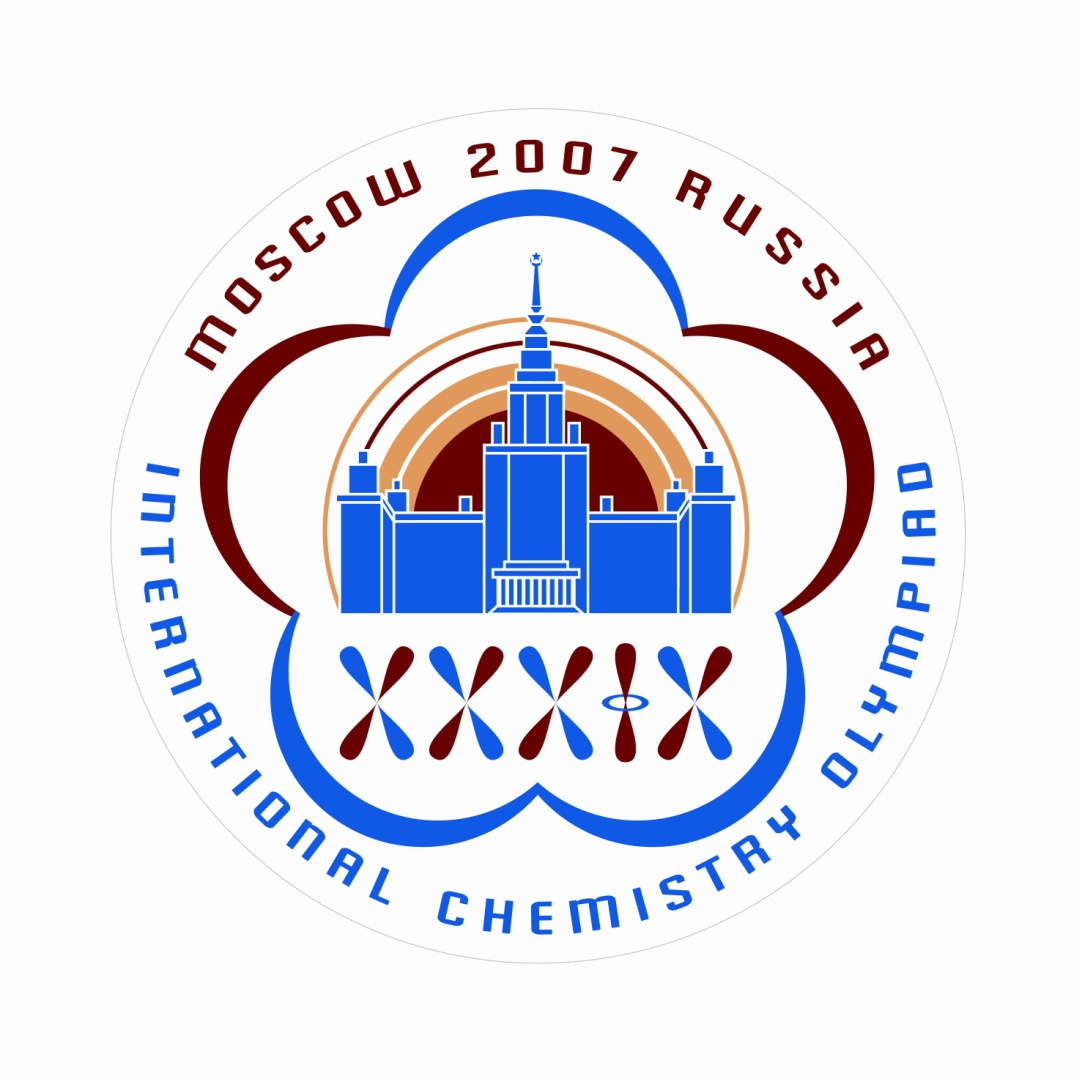 MOSCOW 2007 RUSSIA
XXXIX
INTERNATIONAL CHEMISTRY OLYMPIAD